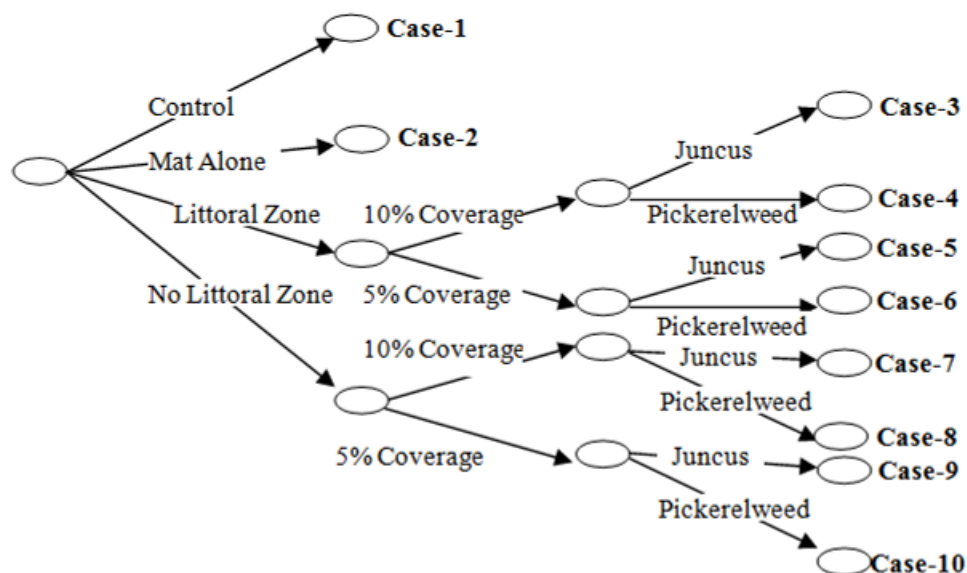 Case-1
Control
Case-2
Mat Alone
Case-3
Juncus
Littoral Zone
10% Coverage
Case-4
Pickerelweed
Case-5
Juncus
No Littoral Zone
5% Coverage
Case-6
Pickerelweed
10% Coverage
Juncus
Case-7
Pickerelweed
Case-8
5% Coverage
Juncus
Case-9
Pickerelweed
Case-10